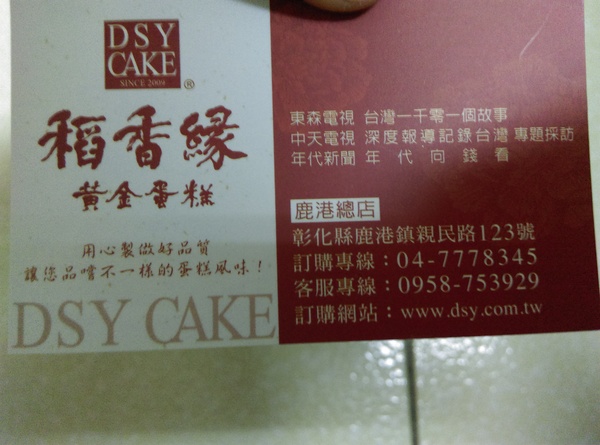 DSY
CAKE
SINCE 2009
®
稻香緣
黃金蛋糕
用心製做好品質
讓您品嚐不一樣的蛋糕風味！
DSY CAKE
東森電視 台灣一千零一個故事
中天電視 深度報導記錄台灣 專題採訪
年代新聞 年代向錢看
鹿港總店
彰化縣鹿港鎮親民路123號
訂購專線：04-7778345
客服專線：0958-753929
訂購網站：www.dsy.com.tw